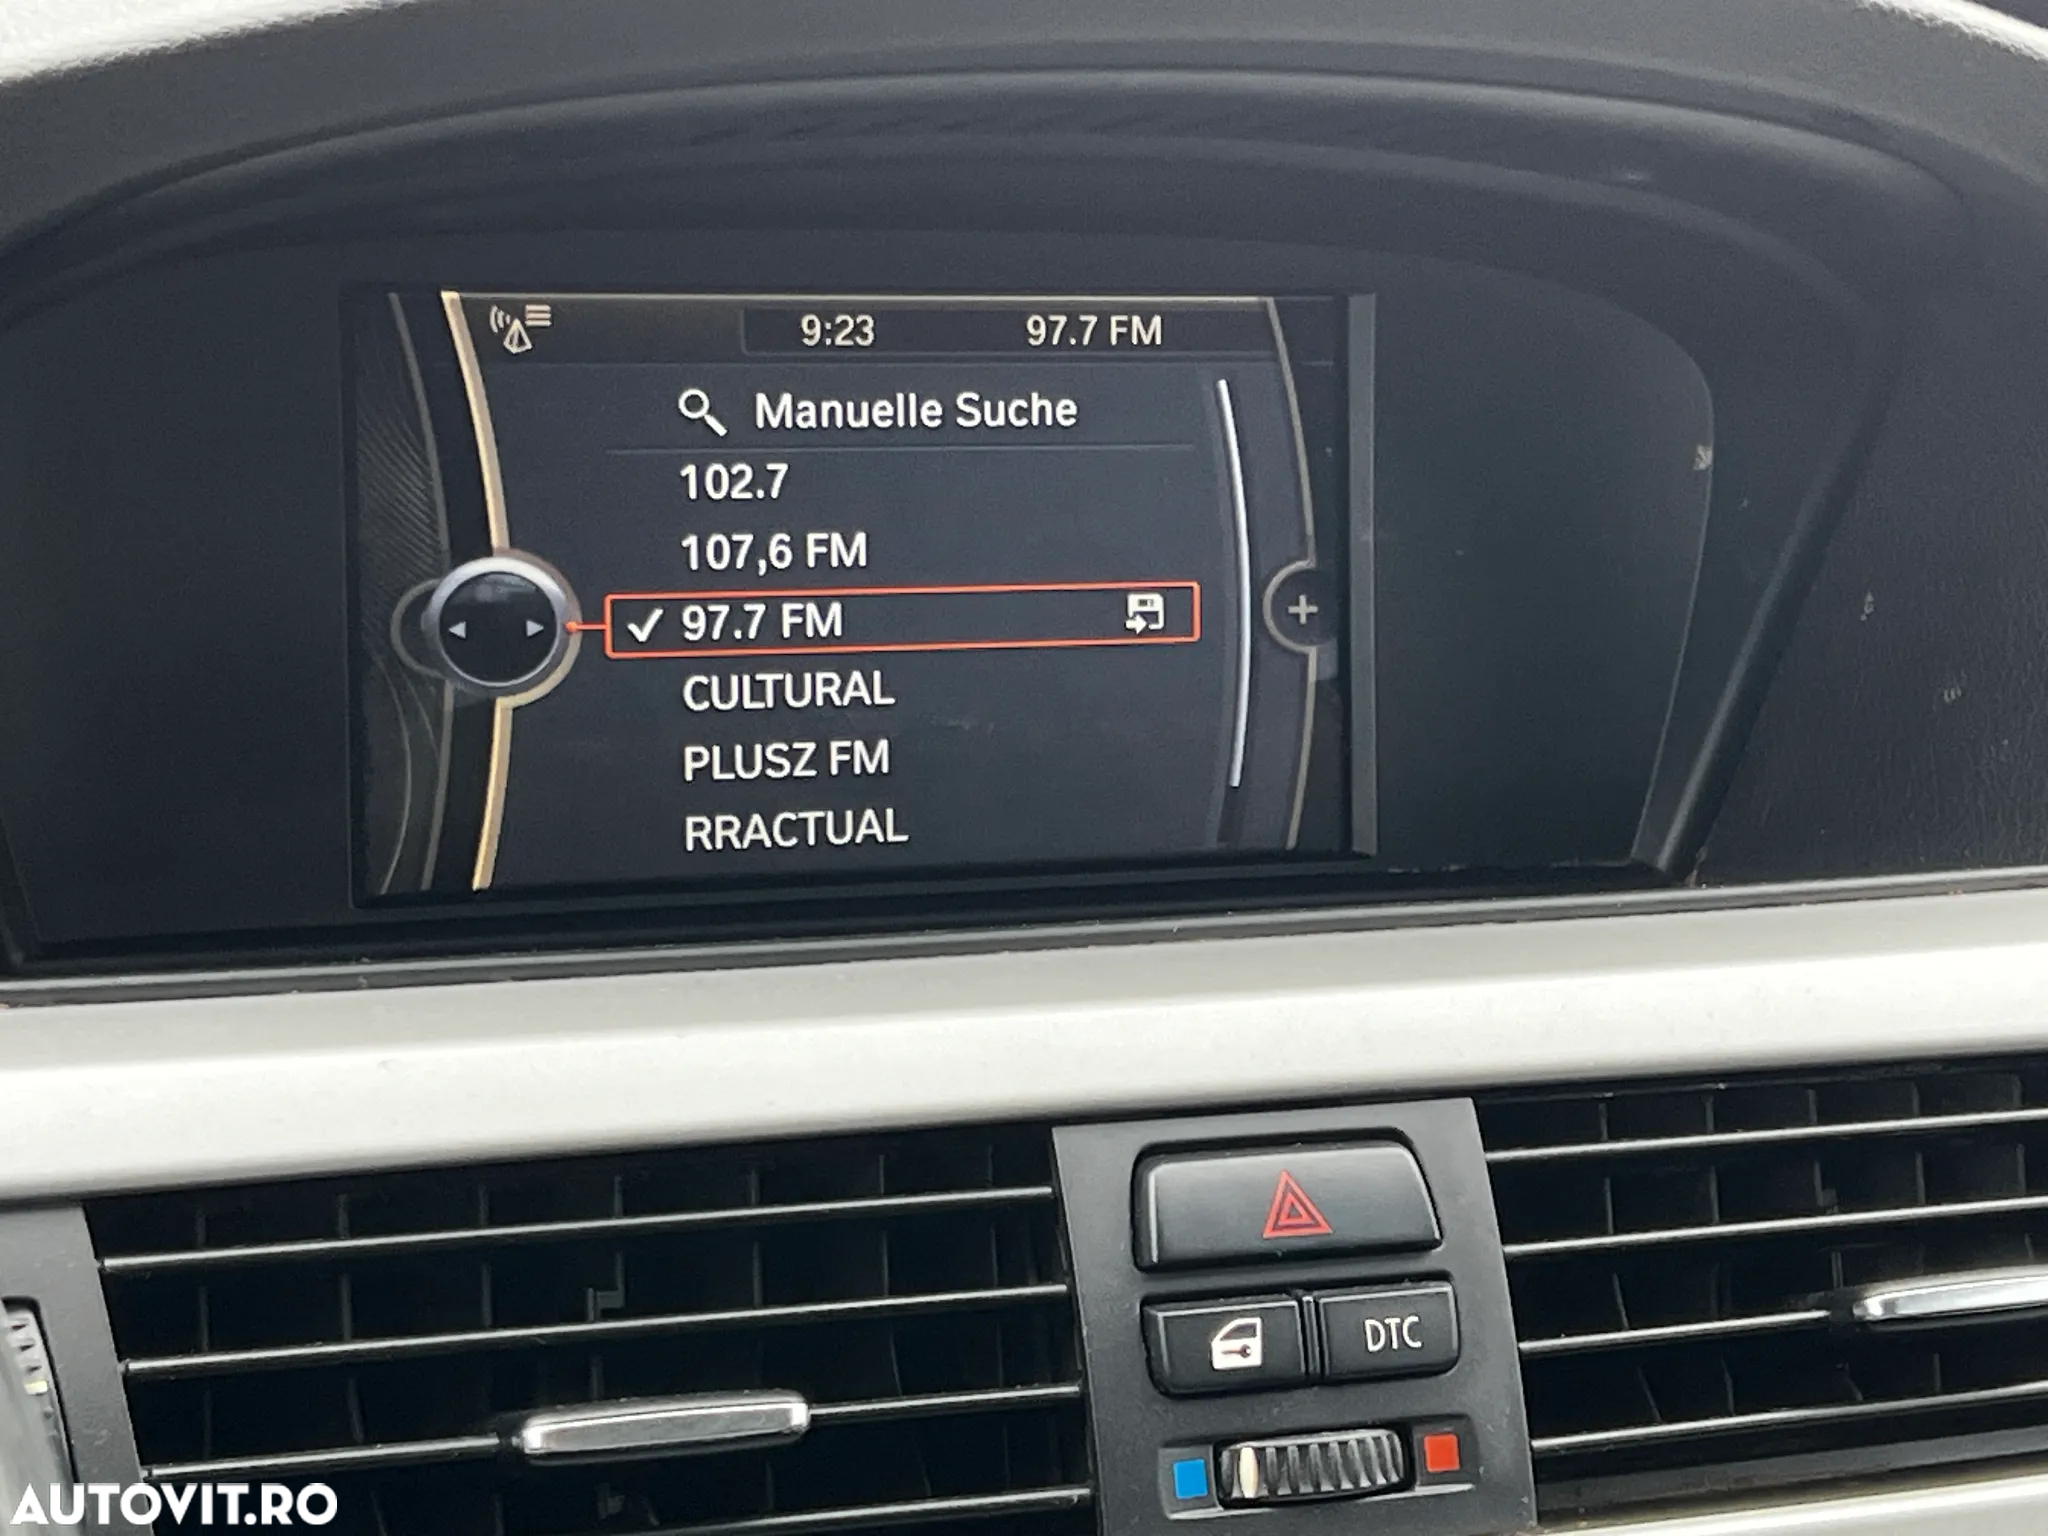 9:23 97.7 FM
Manuelle Suche
102.7
107,6 FM
97.7 FM
CULTURAL
PLUSZ FM
RRACTUAL
DTC
AUTOVIT.RO